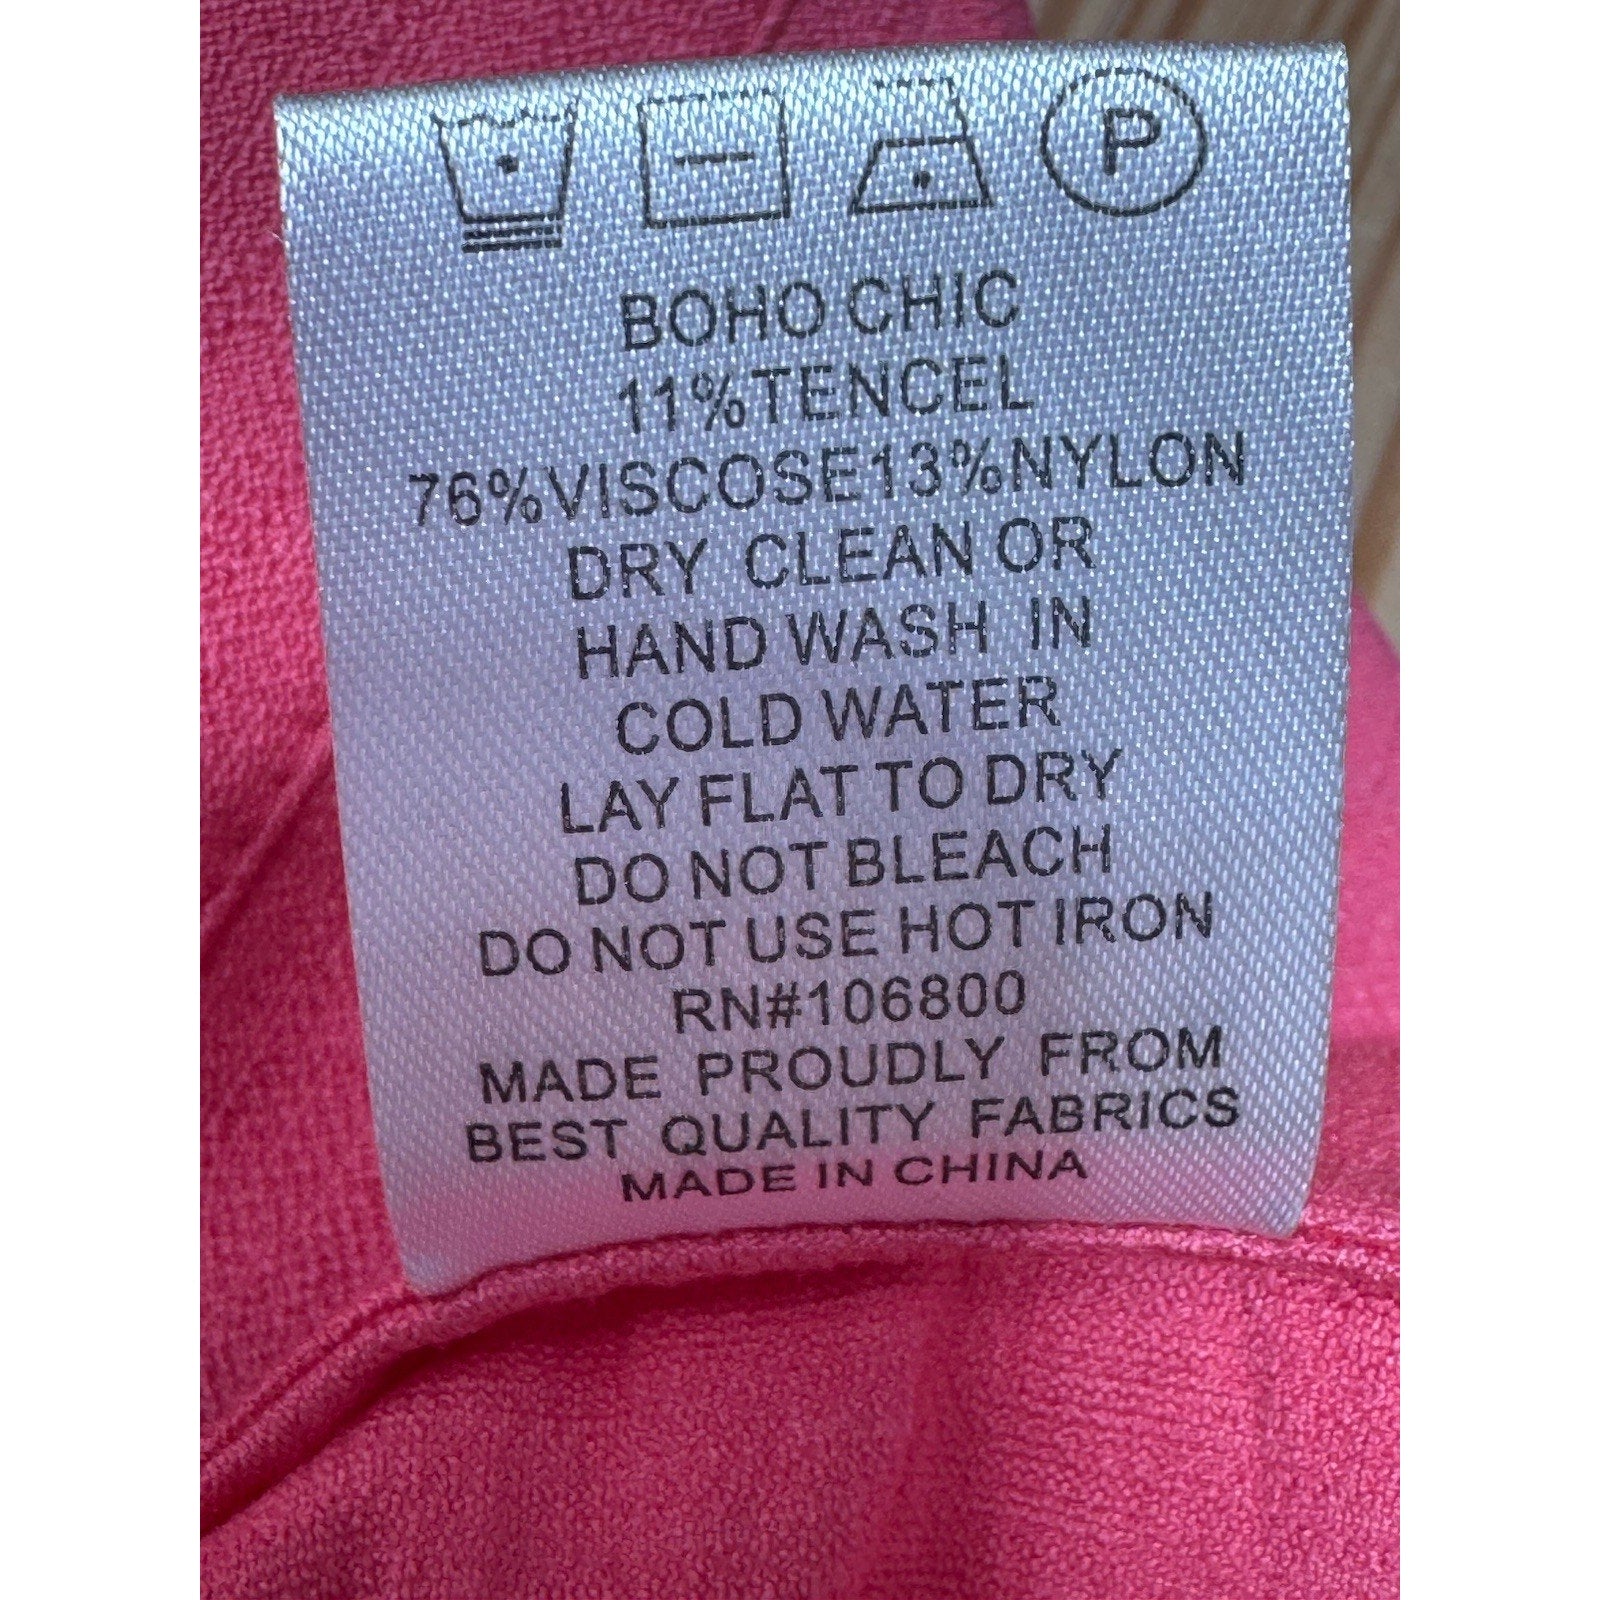 P
BOHO CHIC
11%TENCEL
76%VISCOSE13%NYLON
DRY CLEAN OR
HAND WASH IN
COLD WATER
LAY FLAT TO DRY
DO NOT BLEACH
DO NOT USE HOT IRON
RN#106800
MADE PROUDLY FROM
BEST QUALITY FABRICS
MADE IN CHINA